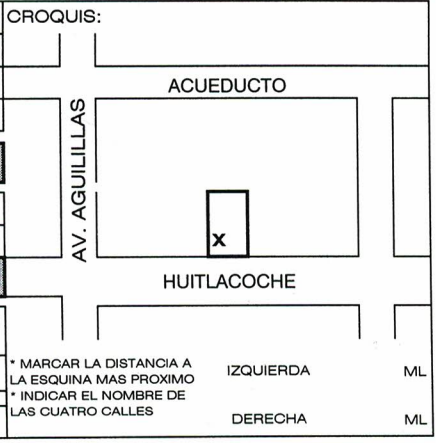 CROQUIS:
ACUEDUCTO
AV. AGUILILLAS
X
HUITLACOCHE
* MARCAR LA DISTANCIA A
LA ESQUINA MAS PROXIMO
* INDICAR EL NOMBRE DE
LAS CUATRO CALLES
IZQUIERDA ML
DERECHA ML